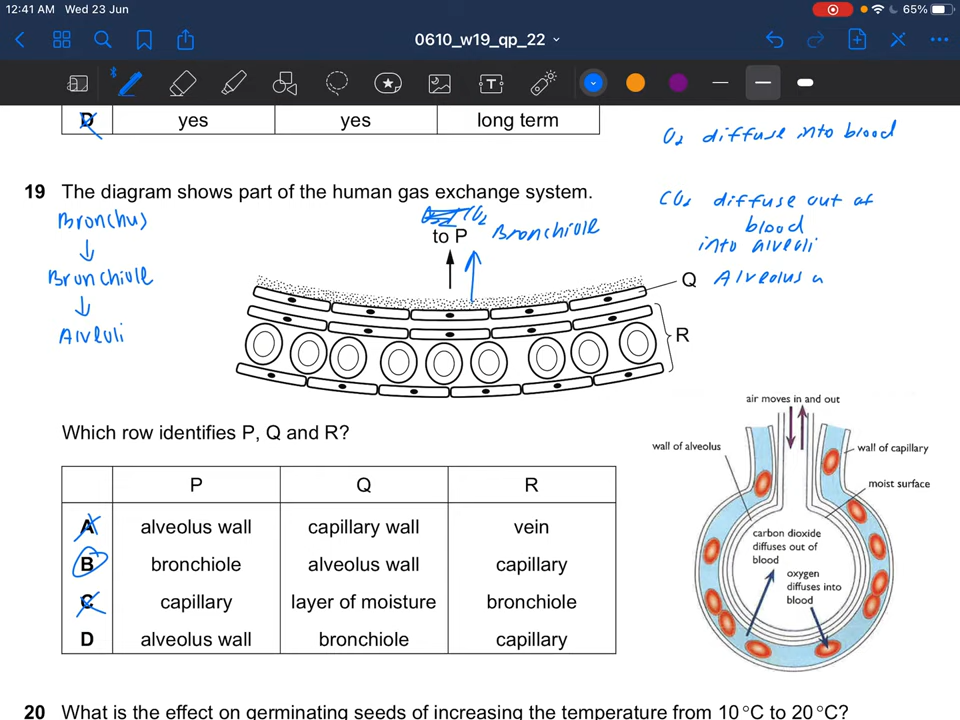 12:41 AM Wed 23 Jun
65%
0610_w19_qp_22
D yes yes long term
O2 diffuse into blood
19 The diagram shows part of the human gas exchange system.
Bronchus
Bronchiole
Alveoli
CO2
to P
Bronchiole
CO2 diffuse out of
blood
into alveoli
Q Alveolus a
R
Which row identifies P, Q and R?
P Q R
A alveolus wall capillary wall vein
B bronchiole alveolus wall capillary
C capillary layer of moisture bronchiole
D alveolus wall bronchiole capillary
air moves in and out
wall of alveolus
wall of capillary
moist surface
carbon dioxide
diffuses out of
blood
oxygen
diffuses into
blood
20 What is the effect on germinating seeds of increasing the temperature from 10 °C to 20 °C?